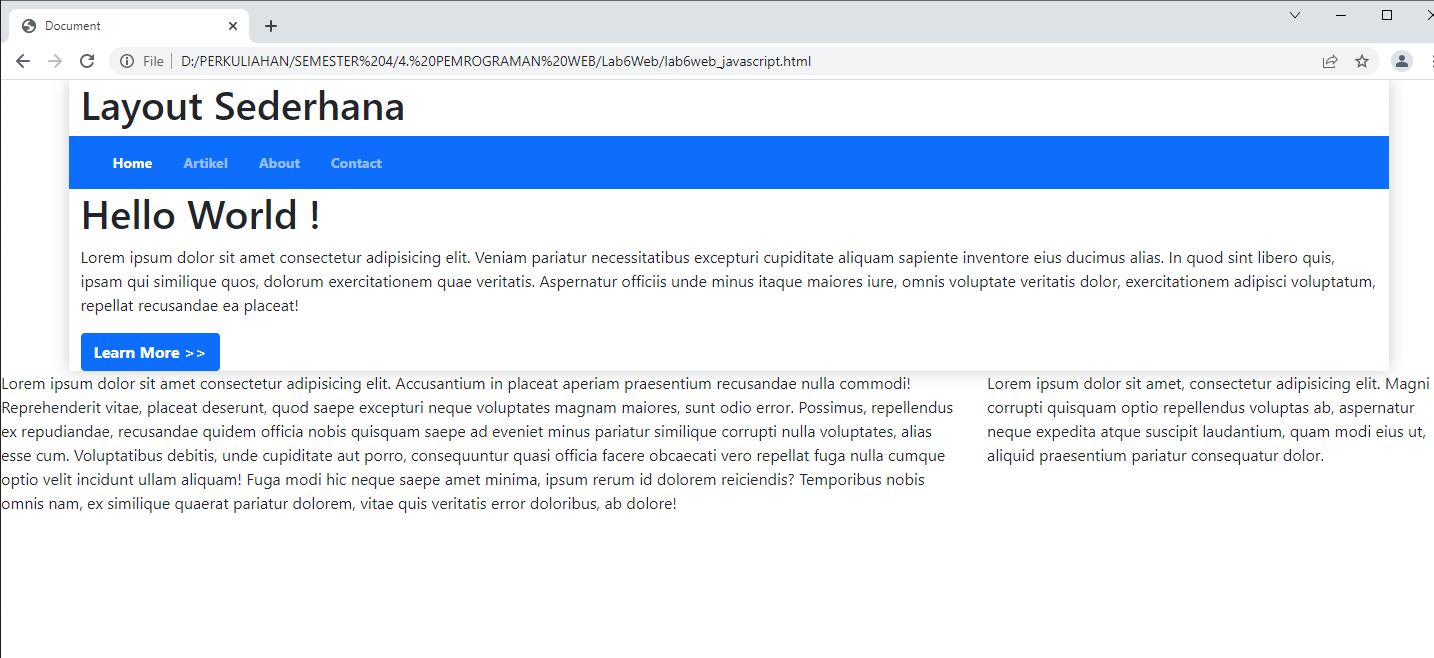 Document
File D:/PERKULIAHAN/SEMESTER%204/4.%20PEMROGRAMAN%20WEB/Lab6Web/lab6web_javascript.html
Layout Sederhana
Home Artikel About Contact
Hello World !
Lorem ipsum dolor sit amet consectetur adipisicing elit. Veniam pariatur necessitatibus excepturi cupiditate aliquam sapiente inventore eius ducimus alias. In quod sint libero quis,
ipsam qui similique quos, dolorum exercitationem quae veritatis. Aspernatur officiis unde minus itaque maiores iure, omnis voluptate veritatis dolor, exercitationem adipisci voluptatum,
repellat recusandae ea placeat!
Learn More >>
Lorem ipsum dolor sit amet consectetur adipisicing elit. Accusantium in placeat aperiam praesentium recusandae nulla commodi!
Reprehenderit vitae, placeat deserunt, quod saepe excepturi neque voluptates magnam maiores, sunt odio error. Possimus, repellendus
ex repudiandae, recusandae quidem officia nobis quisquam saepe ad eveniet minus pariatur similique corrupti nulla voluptates, alias
esse cum. Voluptatibus debitis, unde cupiditate aut porro, consequuntur quasi officia facere obcaecati vero repellat fuga nulla cumque
optio velit incidunt ullam aliquam! Fuga modi hic neque saepe amet minima, ipsum rerum id dolorem reiciendis? Temporibus nobis
omnis nam, ex similique quaerat pariatur dolorem, vitae quis veritatis error doloribus, ab dolore!
Lorem ipsum dolor sit amet, consectetur adipisicing elit. Magni
corrupti quisquam optio repellendus voluptas ab, aspernatur
neque expedita atque suscipit laudantium, quam modi eius ut,
aliquid praesentium pariatur consequatur dolor.